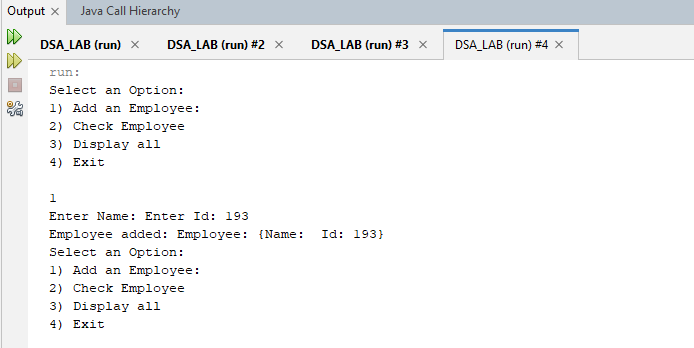 Output × Java Call Hierarchy
DSA_LAB (run) × DSA_LAB (run) #2 × DSA_LAB (run) #3 × DSA_LAB (run) #4 ×
run:
Select an Option:
1) Add an Employee:
2) Check Employee
3) Display all
4) Exit
1
Enter Name: Enter Id: 193
Employee added: Employee: {Name:  Id: 193}
Select an Option:
1) Add an Employee:
2) Check Employee
3) Display all
4) Exit